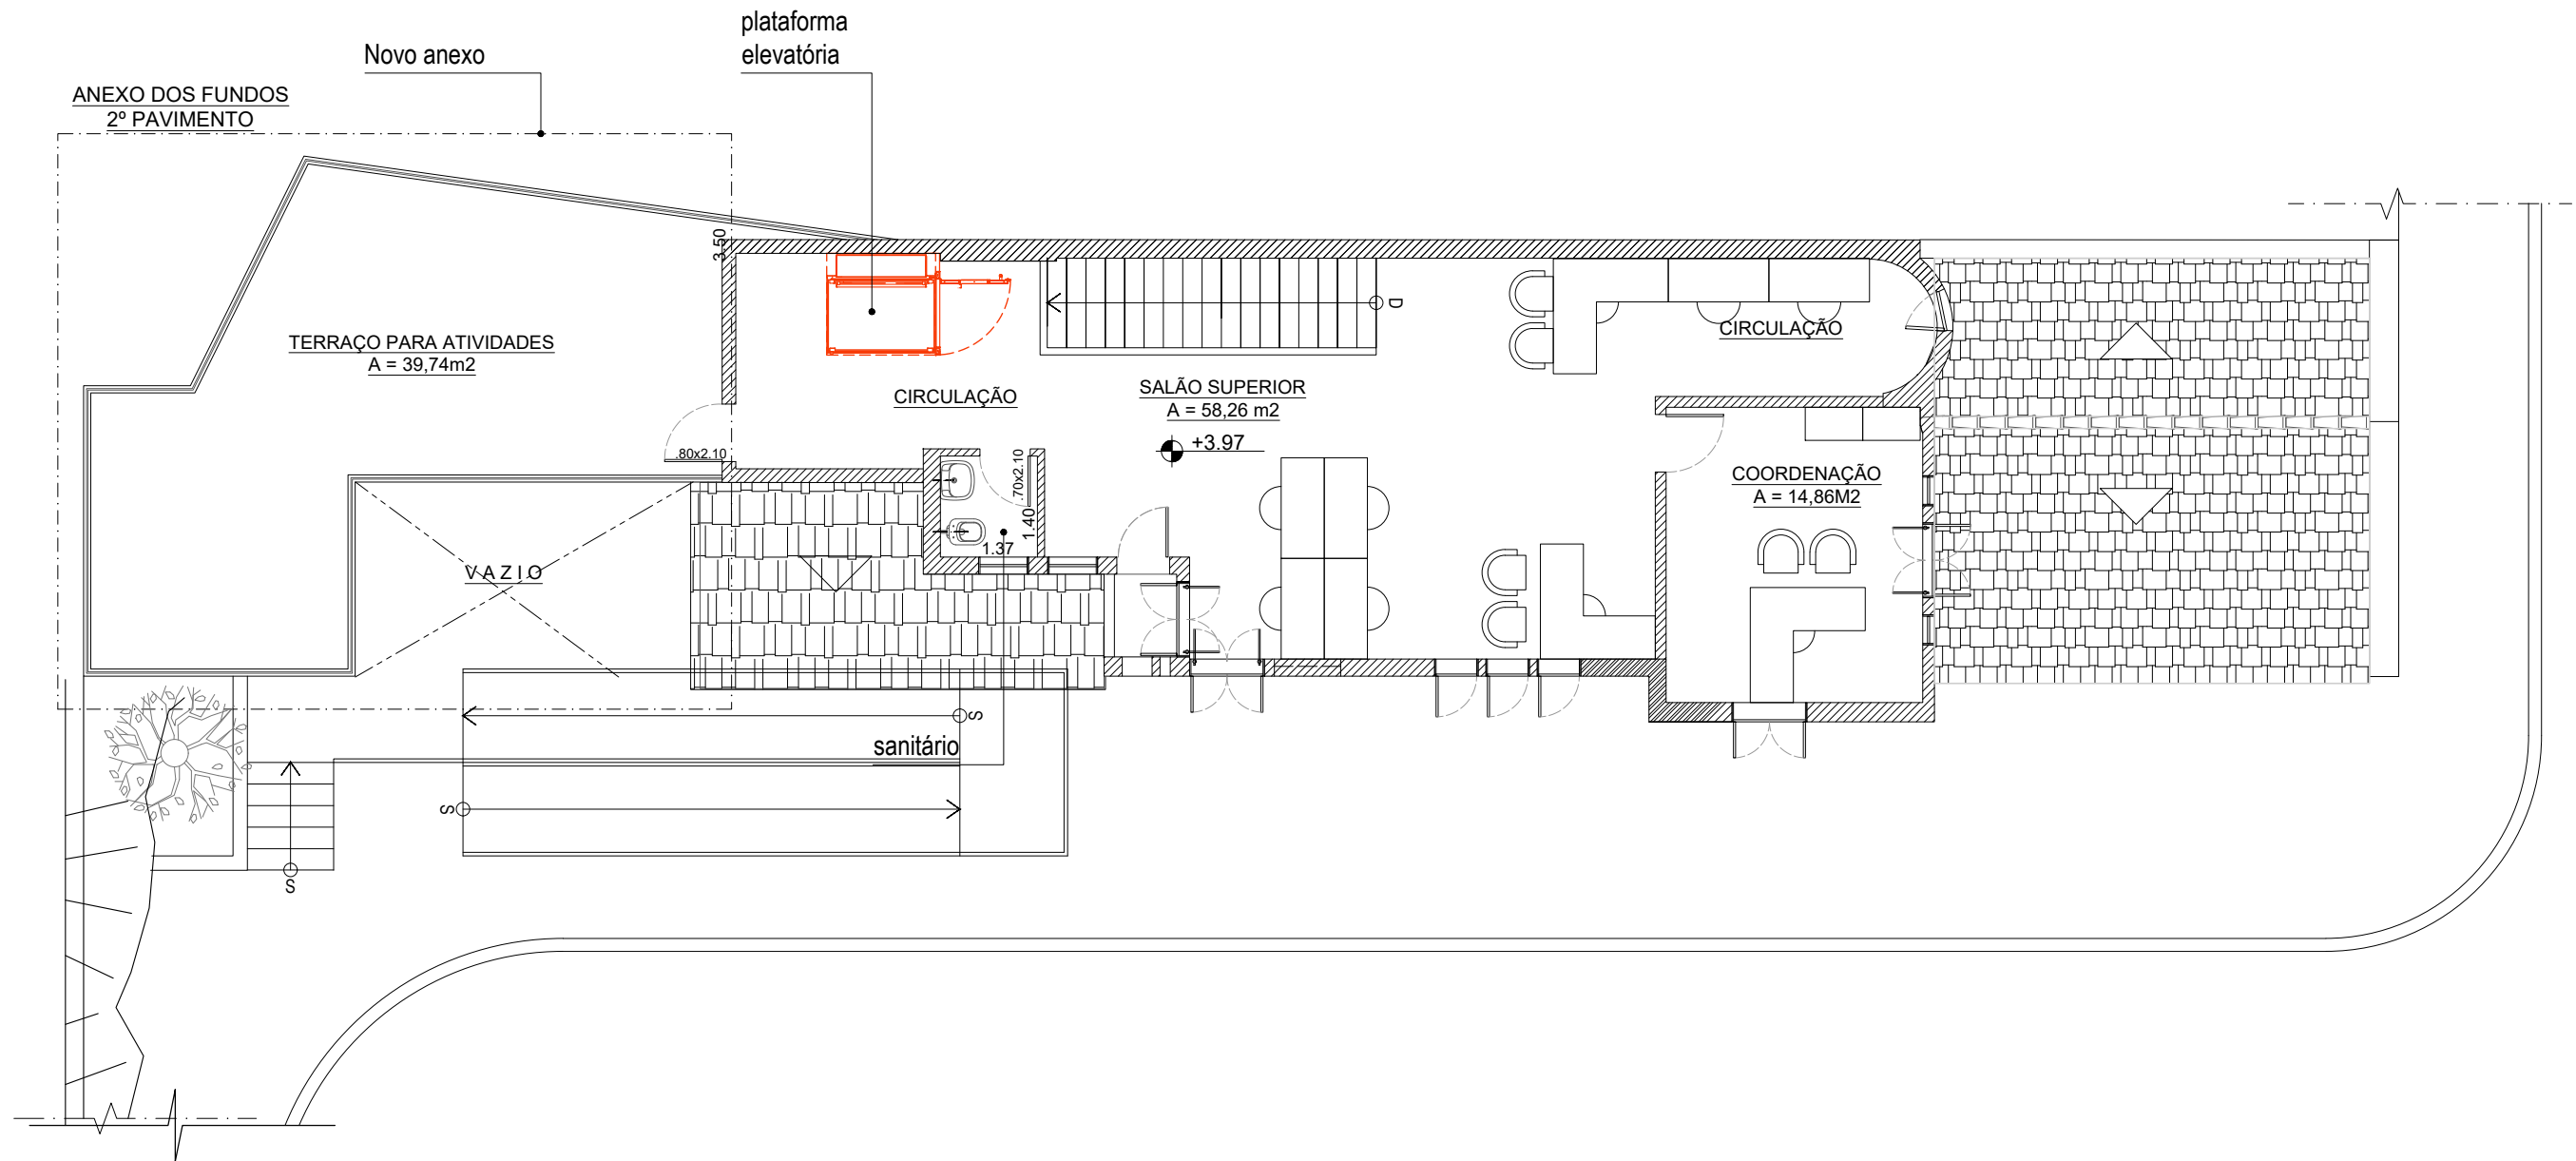 plataforma
elevatória
Novo anexo
ANEXO DOS FUNDOS
2º PAVIMENTO
3.50
TERRAÇO PARA ATIVIDADES
A = 39,74m2
D
CIRCULAÇÃO
CIRCULAÇÃO
SALÃO SUPERIOR
A = 58,26 m2
+3.97
.80x2.10
.70x2.10
COORDENAÇÃO
A = 14,86M2
1.40
1.37
VAZIO
S
sanitário
S
S